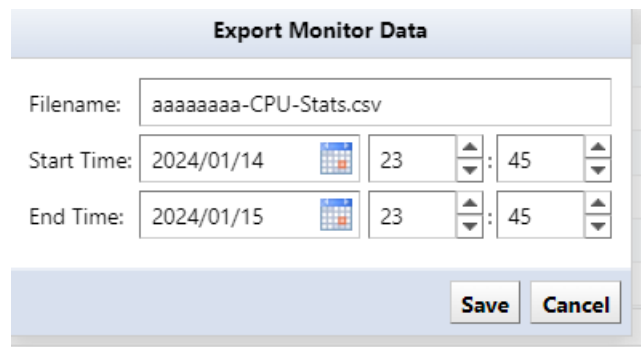 Export Monitor Data
Filename: aaaaaaaa-CPU-Stats.csv
Start Time: 2024/01/14 23 : 45
End Time: 2024/01/15 23 : 45
Save Cancel